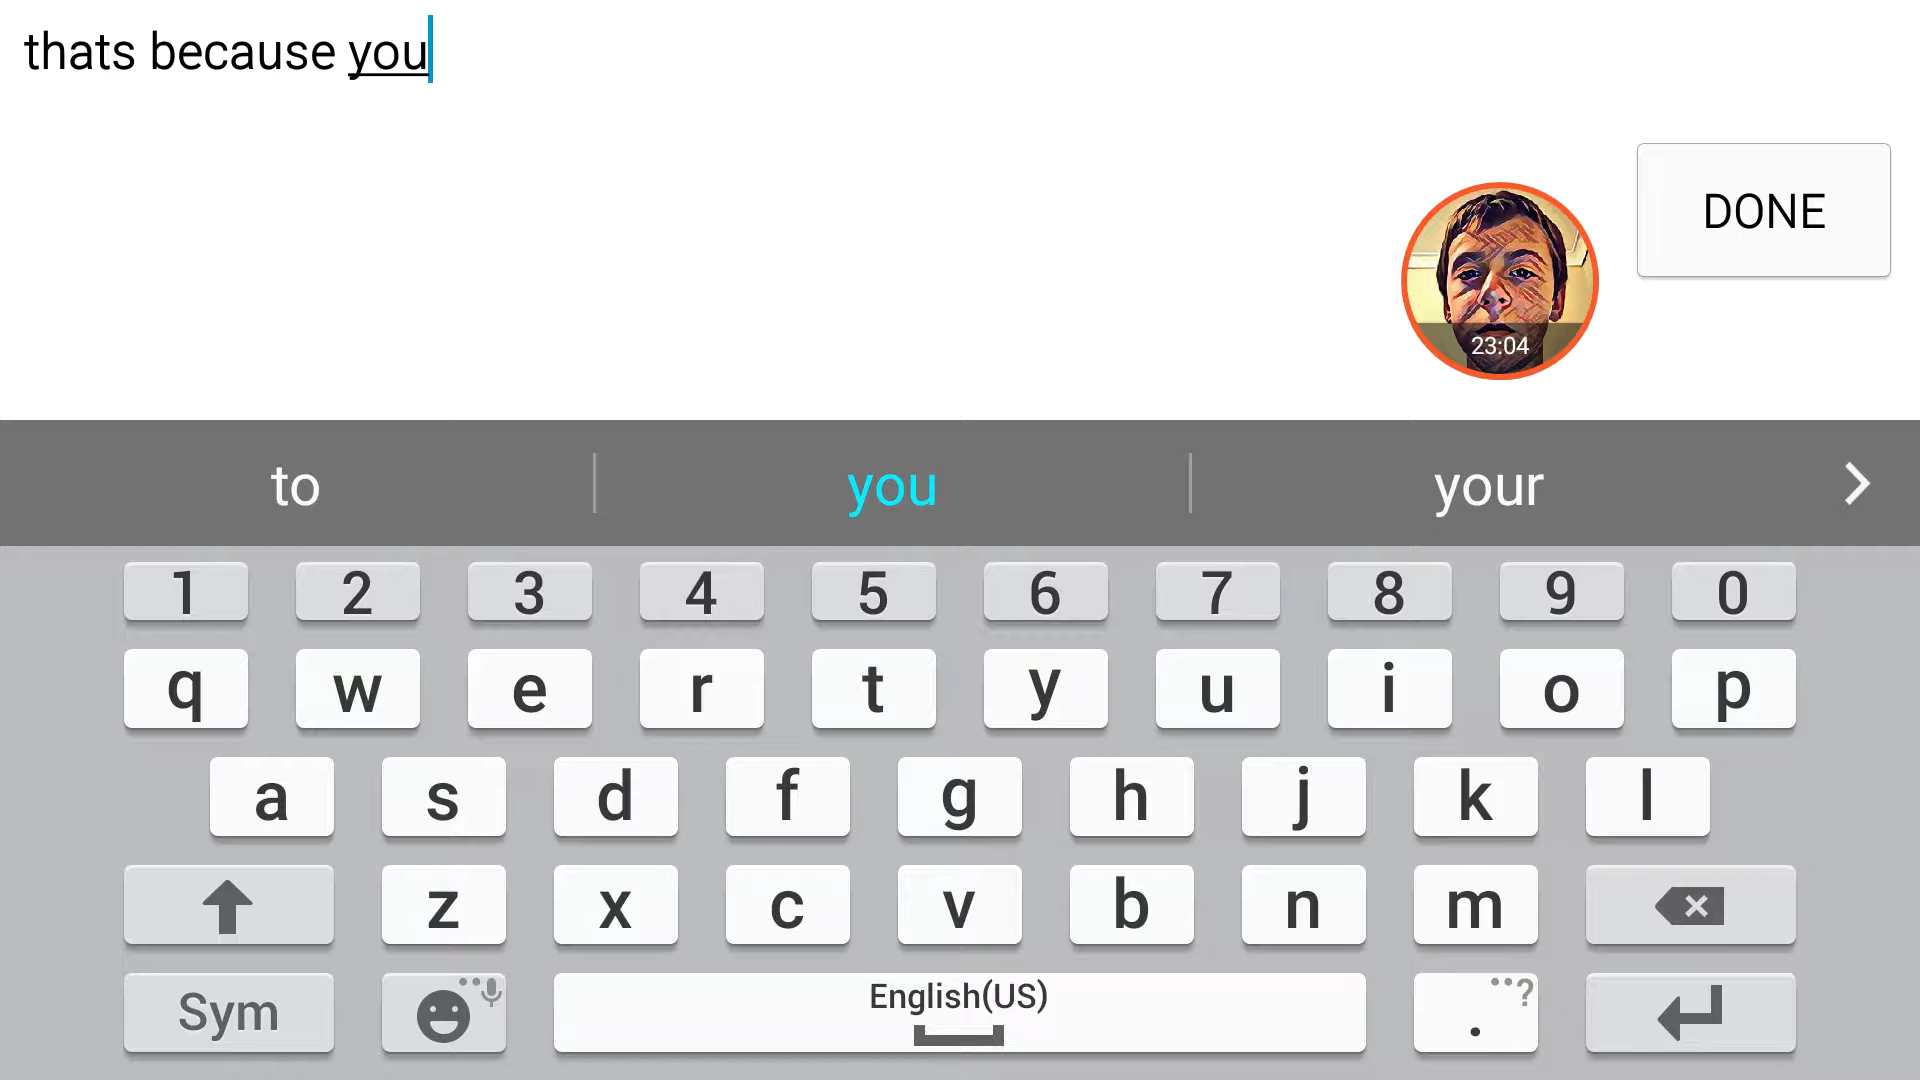 thats because you
DONE
23:04
to you your
1 2 3 4 5 6 7 8 9 0
q w e r t y u i o p
a s d f g h j k l
z x c v b n m
Sym English(US) . ?